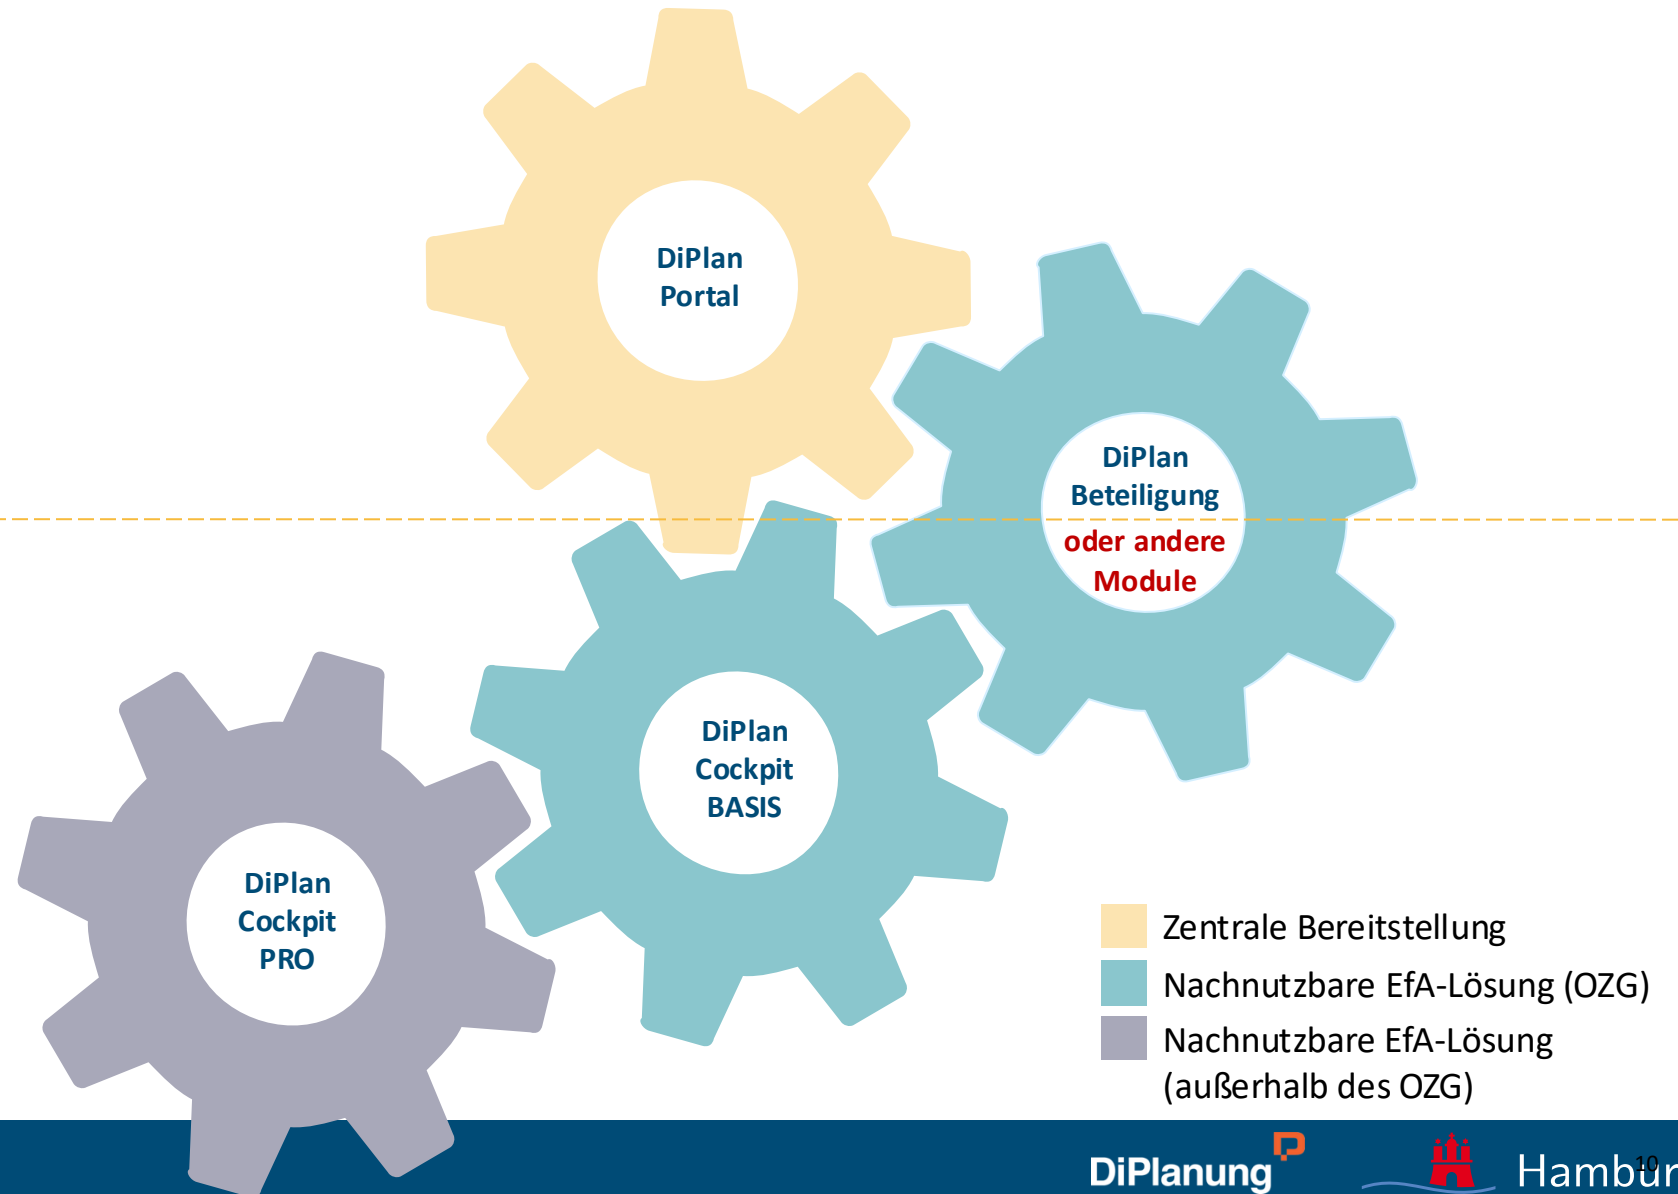 DiPlan
Portal
DiPlan
Beteiligung
oder andere
Module
DiPlan
Cockpit
BASIS
DiPlan
Cockpit
PRO
Zentrale Bereitstellung
Nachnutzbare EfA-Lösung (OZG)
Nachnutzbare EfA-Lösung
(außerhalb des OZG)
DiPlanung
Hambur
10